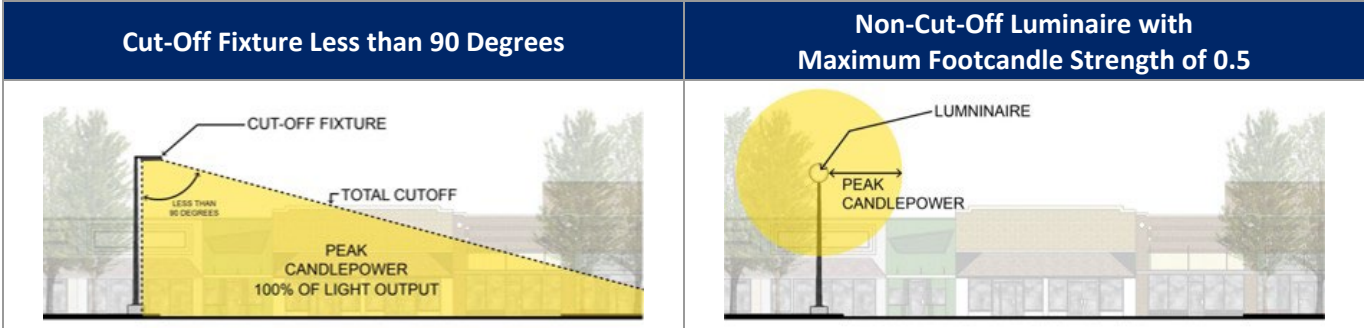 Cut-Off Fixture Less than 90 Degrees
Non-Cut-Off Luminaire with
Maximum Footcandle Strength of 0.5
CUT-OFF FIXTURE
TOTAL CUTOFF
LESS THAN
90 DEGREES
PEAK
CANDLEPOWER
100% OF LIGHT OUTPUT
LUMNINAIRE
PEAK
CANDLEPOWER